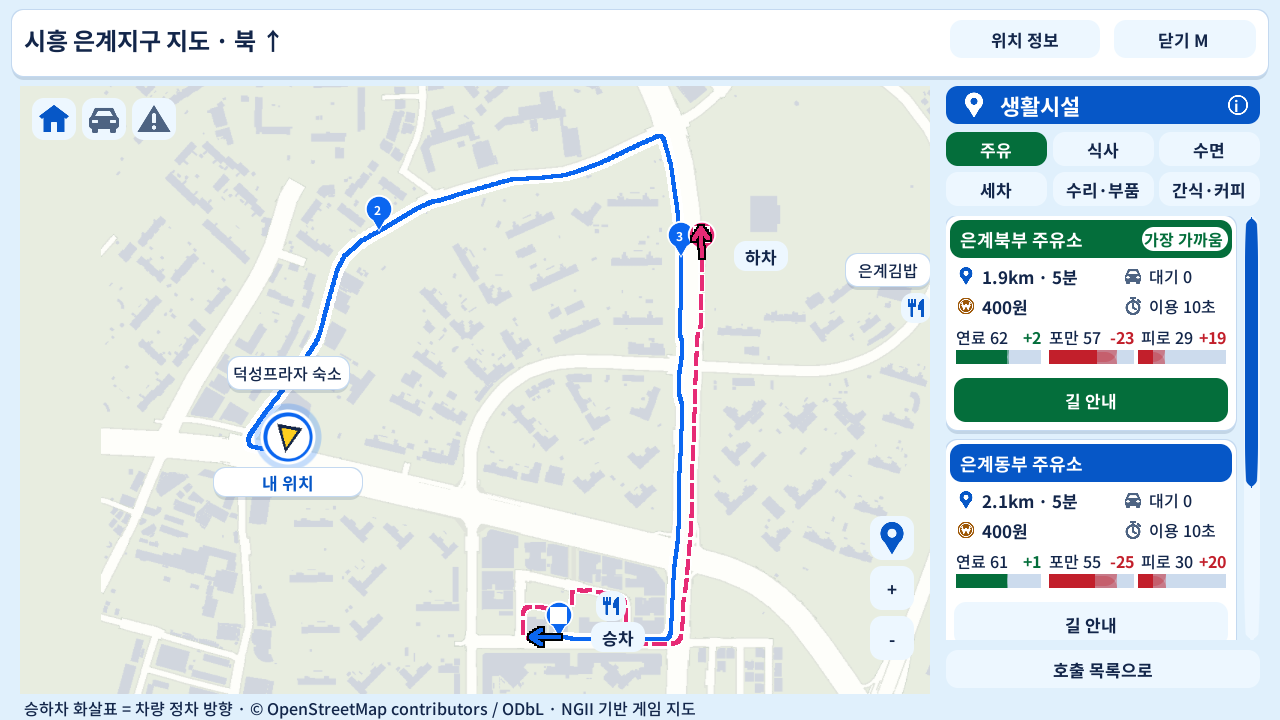 시흥 은계지구 지도 · 북 ↑
위치 정보
닫기 M
2
3
하차
은계김밥
덕성프라자 숙소
내 위치
승차
+
-
생활시설
주유
식사
수면
세차
수리·부품
간식·커피
은계북부 주유소
가장 가까움
1.9km · 5분
대기 0
400원
이용 10초
연료 62 +2 포만 57 -23 피로 29 +19
길 안내
은계동부 주유소
2.1km · 5분
대기 0
400원
이용 10초
연료 61 +1 포만 55 -25 피로 30 +20
길 안내
호출 목록으로
승하차 화살표 = 차량 정차 방향 · © OpenStreetMap contributors / ODbL · NGII 기반 게임 지도